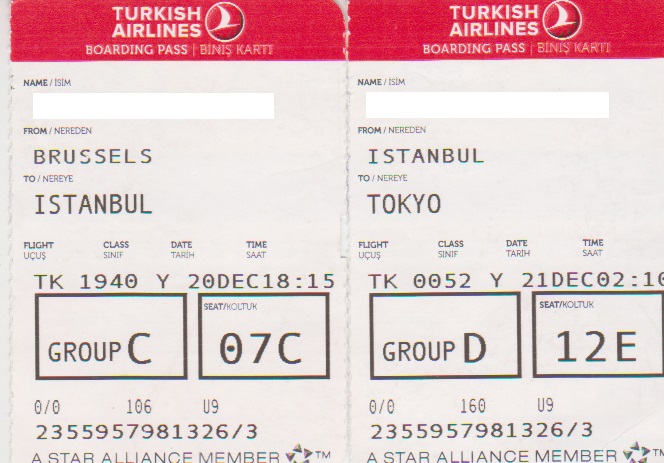 TURKISH
AIRLINES
BOARDING PASS | BİNİŞ KARTI
NAME / İSİM
FROM / NEREDEN
BRUSSELS
TO / NEREYE
ISTANBUL
FLIGHT CLASS DATE TIME
UÇUŞ SINIF TARİH SAAT
TK 1940 Y 20DEC18:15
SEAT/KOLTUK
GROUP C 07C
0/0 106 U9
2355957981326/3
A STAR ALLIANCE MEMBER TM
TURKISH
AIRLINES
BOARDING PASS | BİNİŞ KARTI
NAME / İSİM
FROM / NEREDEN
ISTANBUL
TO / NEREYE
TOKYO
FLIGHT CLASS DATE TIME
UÇUŞ SINIF TARİH SAAT
TK 0052 Y 21DEC02:10
SEAT/KOLTUK
GROUP D 12E
0/0 160 U9
2355957981326/3
A STAR ALLIANCE MEMBER TM